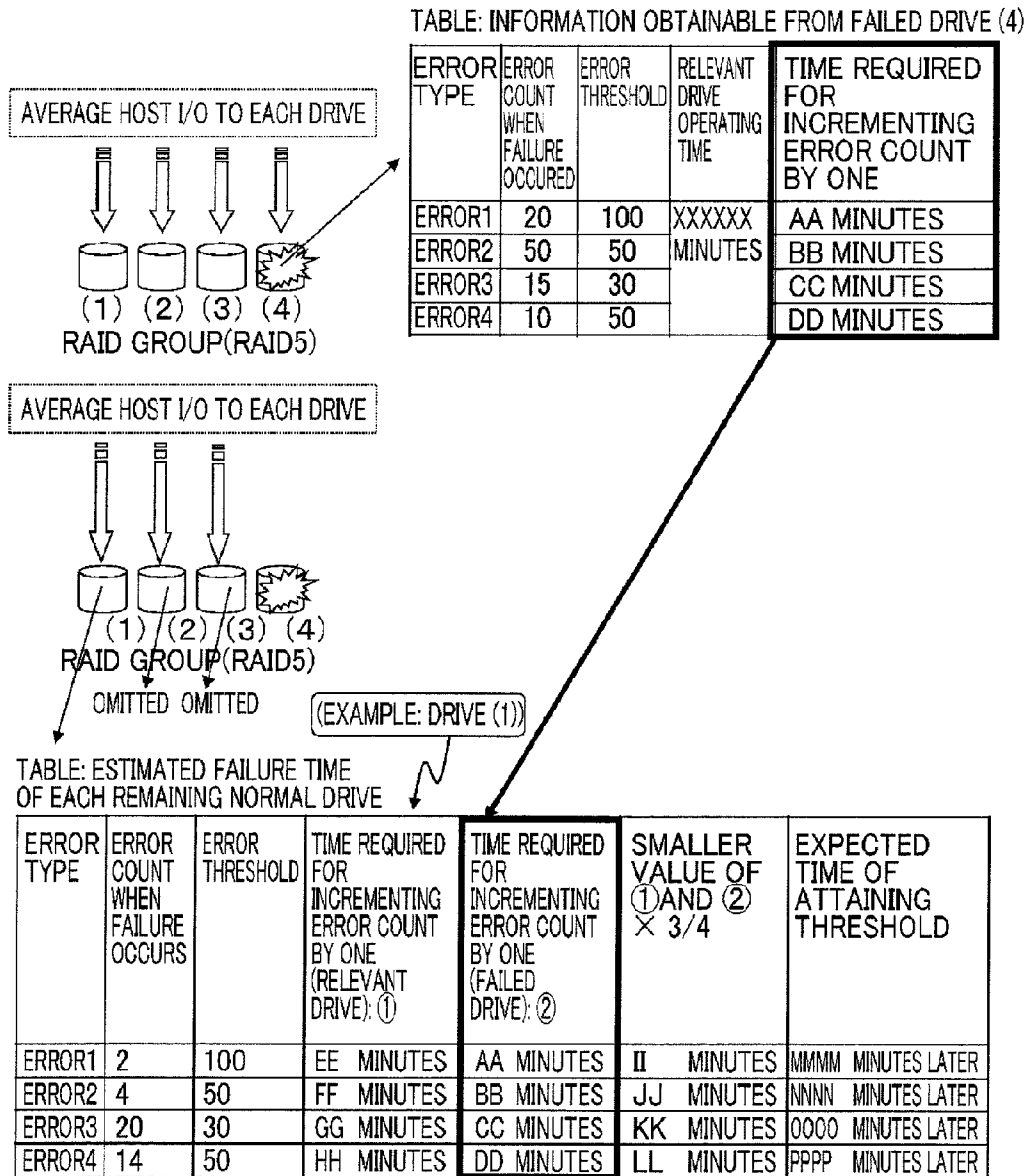 TABLE: INFORMATION OBTAINABLE FROM FAILED DRIVE (4)
ERROR TYPE | ERROR COUNT WHEN FAILURE OCCURED | ERROR THRESHOLD | RELEVANT DRIVE OPERATING TIME | TIME REQUIRED FOR INCREMENTING ERROR COUNT BY ONE
ERROR1 | 20 | 100 | XXXXXX MINUTES | AA MINUTES
ERROR2 | 50 | 50 | BB MINUTES
ERROR3 | 15 | 30 | CC MINUTES
ERROR4 | 10 | 50 | DD MINUTES
AVERAGE HOST I/O TO EACH DRIVE
(1) (2) (3) (4)
RAID GROUP(RAID5)
AVERAGE HOST I/O TO EACH DRIVE
(1) (2) (3) (4)
RAID GROUP(RAID5)
OMITTED OMITTED
(EXAMPLE: DRIVE (1))
TABLE: ESTIMATED FAILURE TIME
OF EACH REMAINING NORMAL DRIVE
ERROR TYPE | ERROR COUNT WHEN FAILURE OCCURS | ERROR THRESHOLD | TIME REQUIRED FOR INCREMENTING ERROR COUNT BY ONE (RELEVANT DRIVE): ① | TIME REQUIRED FOR INCREMENTING ERROR COUNT BY ONE (FAILED DRIVE): ② | SMALLER VALUE OF ①AND ② × 3/4 | EXPECTED TIME OF ATTAINING THRESHOLD
ERROR1 | 2 | 100 | EE MINUTES | AA MINUTES | II MINUTES | MMMM MINUTES LATER
ERROR2 | 4 | 50 | FF MINUTES | BB MINUTES | JJ MINUTES | NNNN MINUTES LATER
ERROR3 | 20 | 30 | GG MINUTES | CC MINUTES | KK MINUTES | OOOO MINUTES LATER
ERROR4 | 14 | 50 | HH MINUTES | DD MINUTES | LL MINUTES | PPPP MINUTES LATER